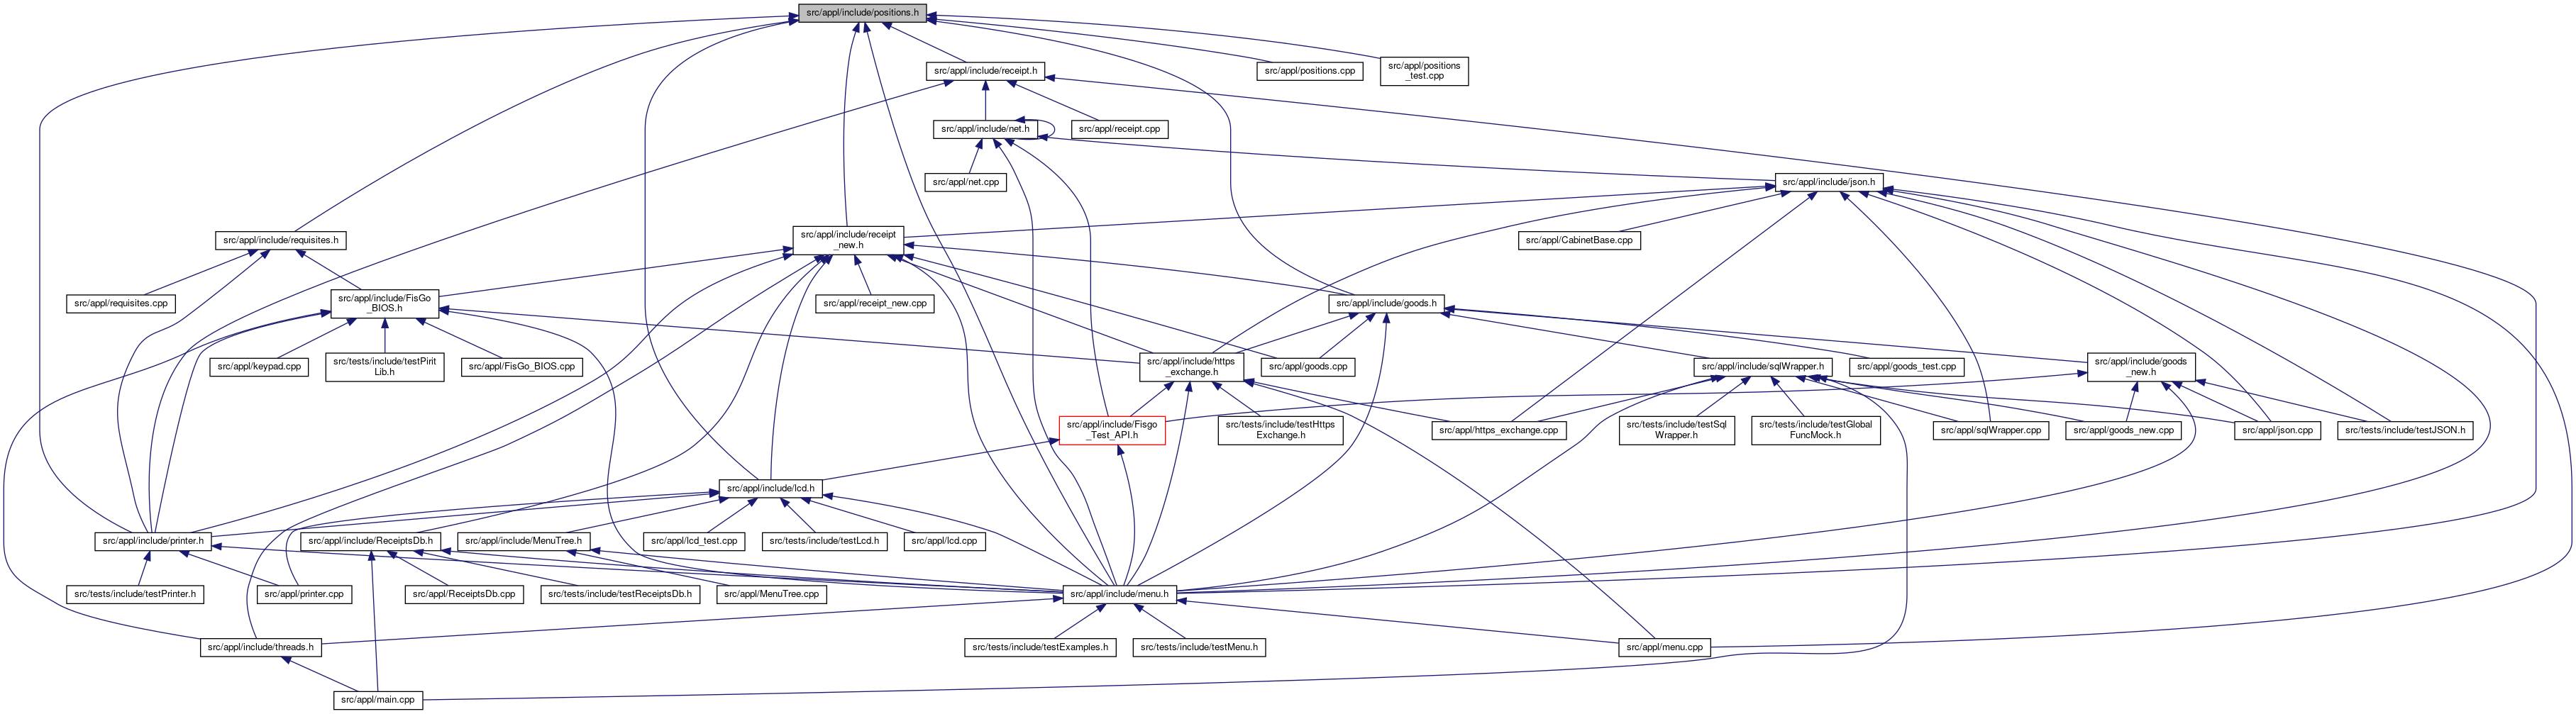 src/appl/include/positions.h
src/appl/include/receipt.h
src/appl/positions.cpp
src/appl/positions
_test.cpp
src/appl/include/net.h
src/appl/receipt.cpp
src/appl/net.cpp
src/appl/include/json.h
src/appl/include/requisites.h
src/appl/include/receipt
_new.h
src/appl/CabinetBase.cpp
src/appl/requisites.cpp
src/appl/include/FisGo
_BIOS.h
src/appl/receipt_new.cpp
src/appl/include/goods.h
src/appl/keypad.cpp
src/tests/include/testPirit
Lib.h
src/appl/FisGo_BIOS.cpp
src/appl/include/https
_exchange.h
src/appl/goods.cpp
src/appl/include/sqlWrapper.h
src/appl/goods_test.cpp
src/appl/include/goods
_new.h
src/appl/include/Fisgo
_Test_API.h
src/tests/include/testHttps
Exchange.h
src/appl/https_exchange.cpp
src/tests/include/testSql
Wrapper.h
src/tests/include/testGlobal
FuncMock.h
src/appl/sqlWrapper.cpp
src/appl/goods_new.cpp
src/appl/json.cpp
src/tests/include/testJSON.h
src/appl/include/lcd.h
src/appl/include/printer.h
src/appl/include/ReceiptsDb.h
src/appl/include/MenuTree.h
src/appl/lcd_test.cpp
src/tests/include/testLcd.h
src/appl/lcd.cpp
src/tests/include/testPrinter.h
src/appl/printer.cpp
src/appl/ReceiptsDb.cpp
src/tests/include/testReceiptsDb.h
src/appl/MenuTree.cpp
src/appl/include/menu.h
src/appl/include/threads.h
src/tests/include/testExamples.h
src/tests/include/testMenu.h
src/appl/menu.cpp
src/appl/main.cpp